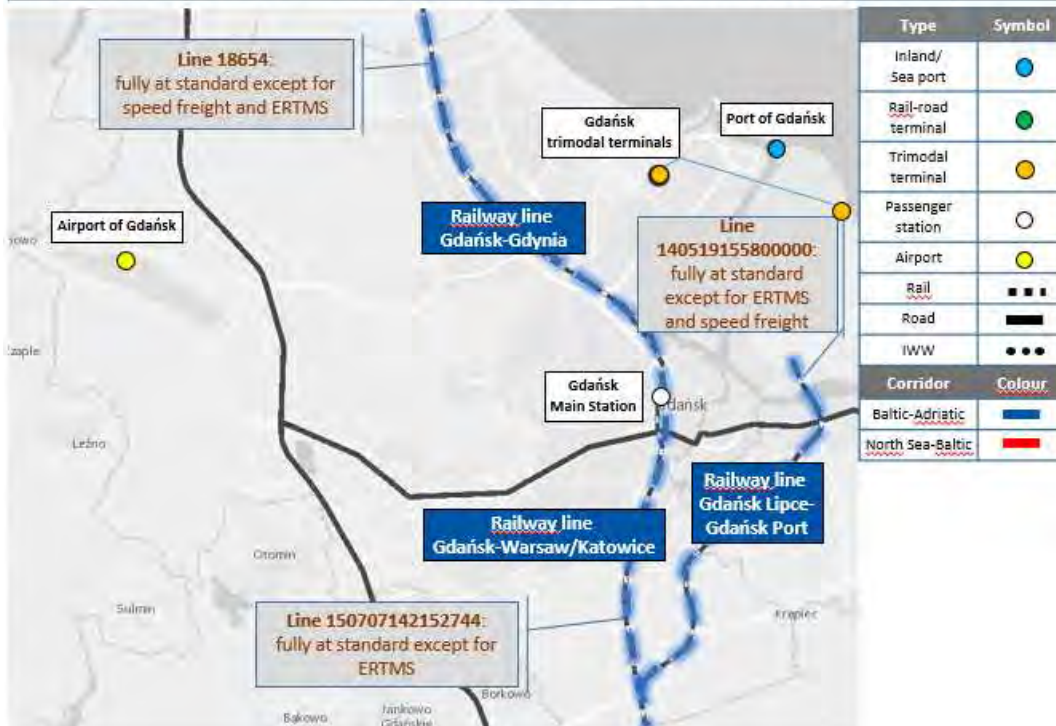 Line 18654:
fully at standard except for
speed freight and ERTMS
Gdańsk
trimodal terminals
Port of Gdańsk
Airport of Gdańsk
Railway line
Gdańsk-Gdynia
Line
140519155800000:
fully at standard
except for ERTMS
and speed freight
Gdańsk
Main Station
Leźno
Railway line
Gdańsk Lipce-
Gdańsk Port
Railway line
Gdańsk-Warsaw/Katowice
Otomin
Sulmin
Line 150707142152744:
fully at standard except for
ERTMS
Borkowo
Bąkowo
Jankowo
Gdańskie
Type Symbol
Inland/
Sea port
Rail-road
terminal
Trimodal
terminal
Passenger
station
Airport
Rail
Road
IWW
Corridor Colour
Baltic-Adriatic
North Sea-Baltic